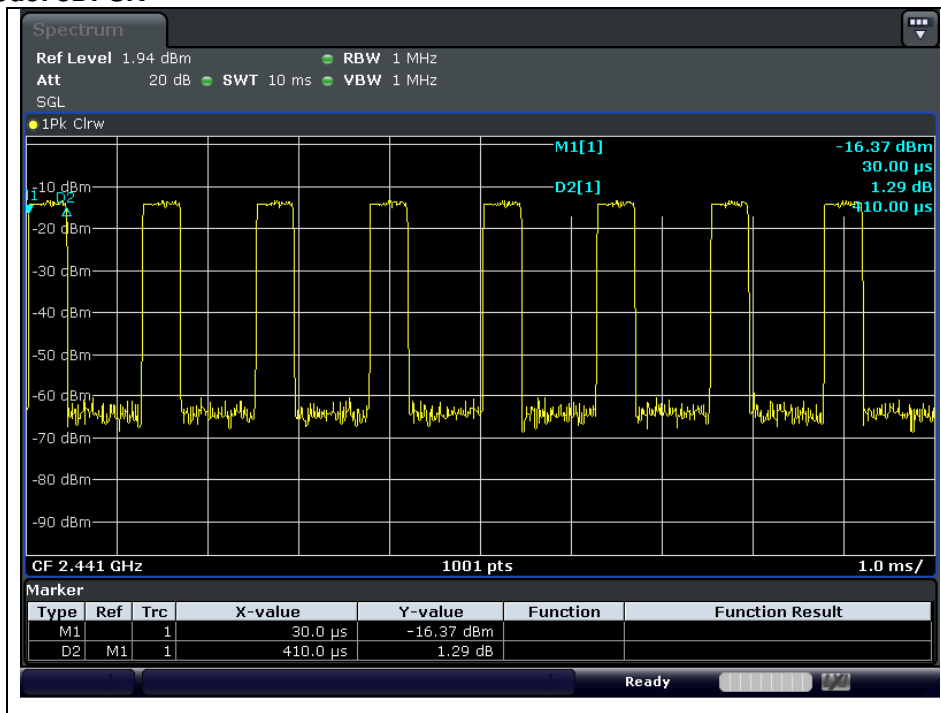 Spectrum
Ref Level 1.94 dBm RBW 1 MHz
Att 20 dB SWT 10 ms VBW 1 MHz
SGL
1Pk Clrw
M1[1] -16.37 dBm
30.00 µs
-10 dBm D2[1] 1.29 dB
D2 410.00 µs
-20 dBm
-30 dBm
-40 dBm
-50 dBm
-60 dBm
-70 dBm
-80 dBm
-90 dBm
CF 2.441 GHz 1001 pts 1.0 ms/
Marker
Type Ref Trc X-value Y-value Function Function Result
M1 1 30.0 µs -16.37 dBm
D2 M1 1 410.0 µs 1.29 dB
Ready